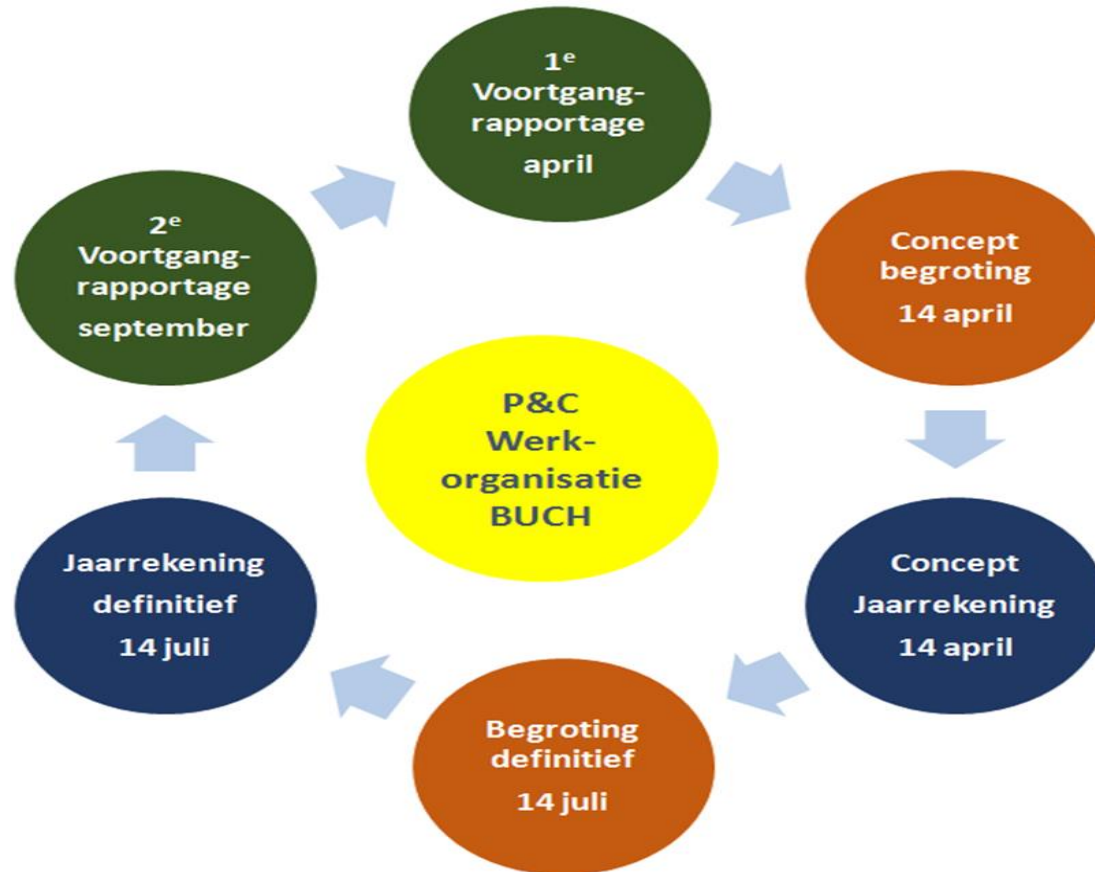 1e
Voortgang-
rapportage
april
Concept
begroting
14 april
Concept
Jaarrekening
14 april
Begroting
definitief
14 juli
Jaarrekening
definitief
14 juli
2e
Voortgang-
rapportage
september
P&C
Werk-
organisatie
BUCH